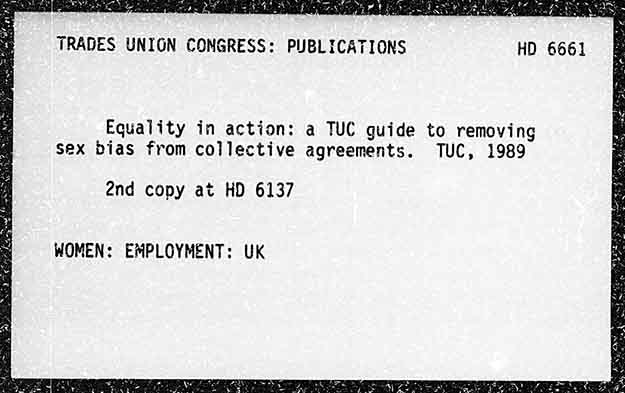 TRADES UNION CONGRESS: PUBLICATIONS HD 6661
Equality in action: a TUC guide to removing
sex bias from collective agreements. TUC, 1989
2nd copy at HD 6137
WOMEN: EMPLOYMENT: UK